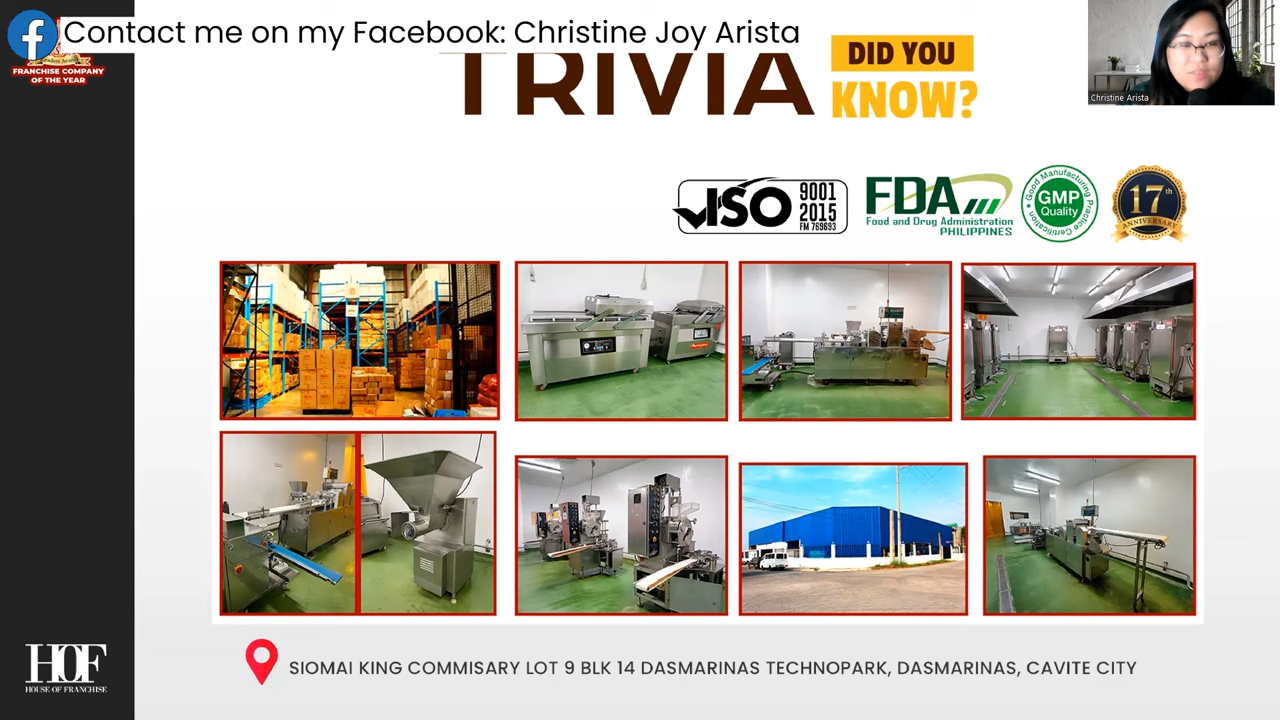 Contact me on my Facebook: Christine Joy Arista
FRANCHISE COMPANY
OF THE YEAR
TRIVIA
DID YOU
KNOW?
Christine Arista
ISO
9001
2015
FM 769693
FDA
Food and Drug Administration
PHILIPPINES
Good Manufacturing
GMP
Quality
Practice Certification
17th
ANNIVERSARY
HOF
HOUSE OF FRANCHISE
SIOMAI KING COMMISARY LOT 9 BLK 14 DASMARINAS TECHNOPARK, DASMARINAS, CAVITE CITY